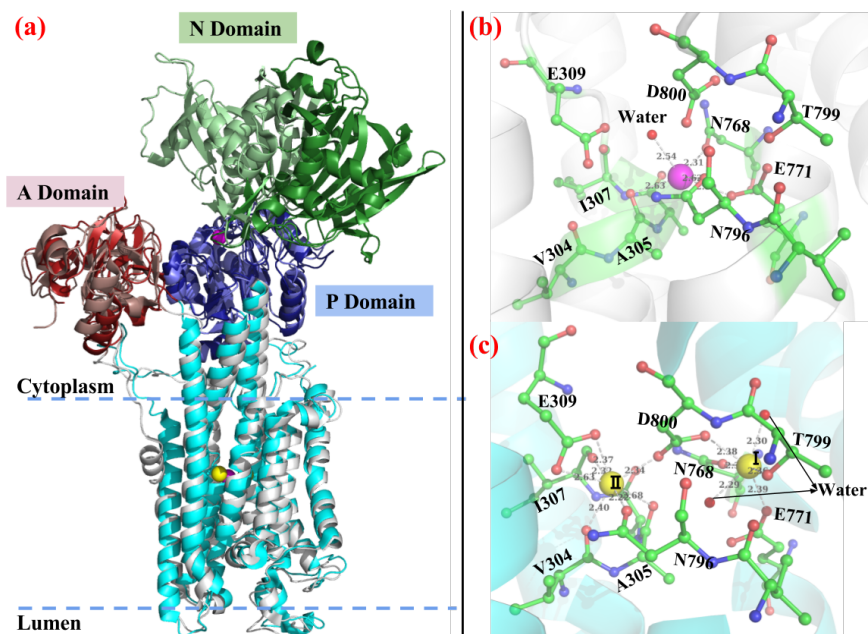 (a)
N Domain
A Domain
P Domain
Cytoplasm
Lumen
(b)
E309
D800
Water
N768
T799
2.54
2.31
2.63
E771
I307
V304
A305
N796
(c)
E309
D800
T799
2.30
2.38
I
2.37
2.34
N768
II
2.63
2.29
2.39
Water
I307
2.68
2.40
E771
V304
A305
N796